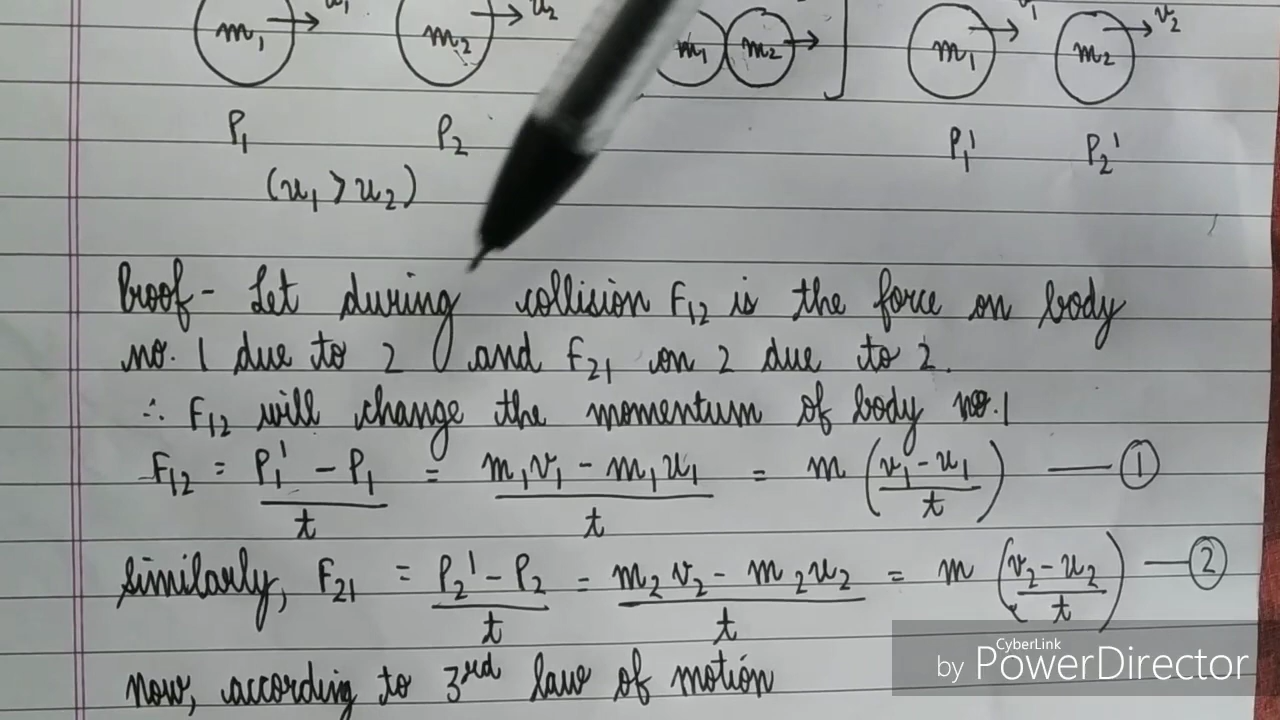 m₁ → u₁ m₂ → u₂ m₁ m₂ → ] m₁ → v₁ m₂ → v₂
P₁ P₂ P₁' P₂'
(u₁ > u₂)
Proof - Let during collision F₁₂ is the force on body
no. 1 due to 2 and F₂₁ on 2 due to 2.
∴ F₁₂ will change the momentum of body no. 1
F₁₂ = (P₁' - P₁)/t = (m₁v₁ - m₁u₁)/t = m((v₁ - u₁)/t) — ①
Similarly, F₂₁ = (P₂' - P₂)/t = (m₂v₂ - m₂u₂)/t = m((v₂ - u₂)/t) — ②
now, according to 3rd law of motion
CyberLink
by PowerDirector